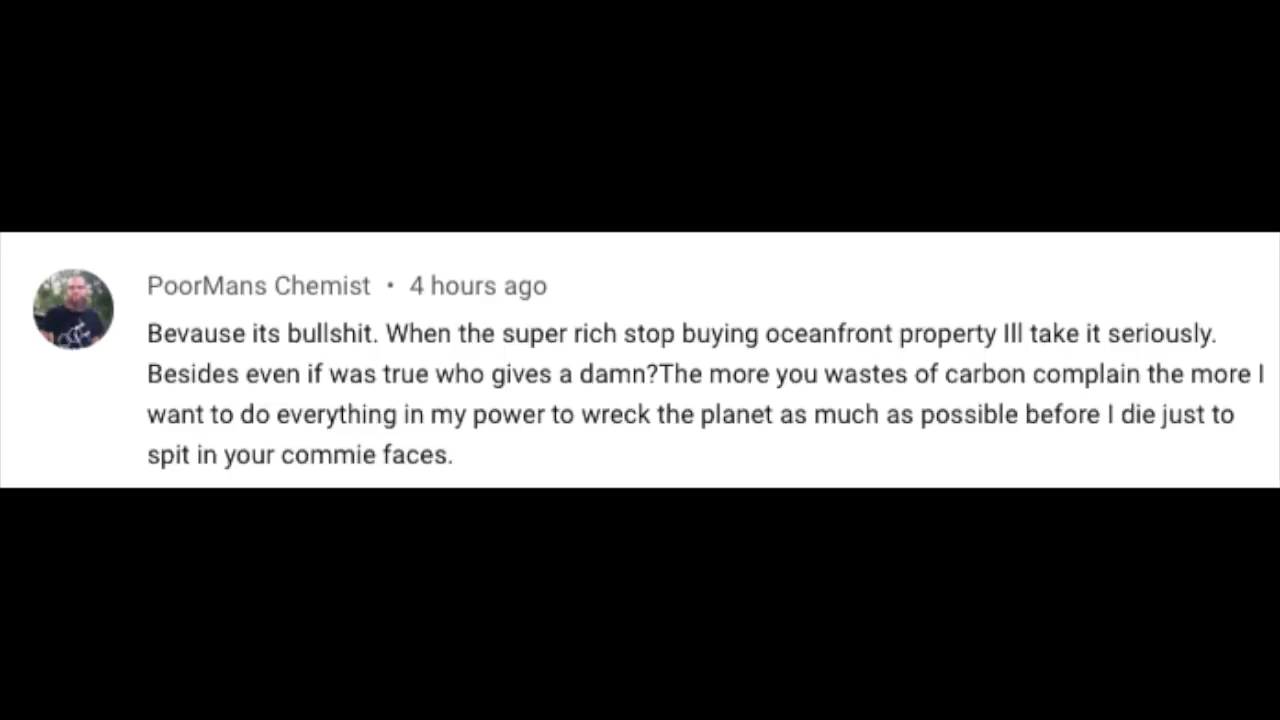 PoorMans Chemist • 4 hours ago
Bevause its bullshit. When the super rich stop buying oceanfront property Ill take it seriously.
Besides even if was true who gives a damn?The more you wastes of carbon complain the more I
want to do everything in my power to wreck the planet as much as possible before I die just to
spit in your commie faces.